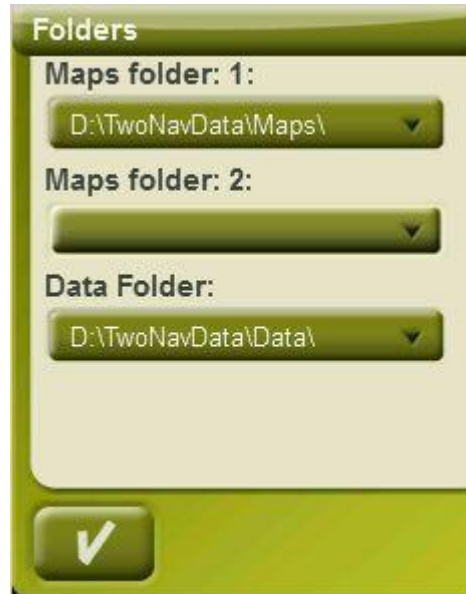 Folders
Maps folder: 1:
D:\TwoNavData\Maps\
Maps folder: 2:
Data Folder:
D:\TwoNavData\Data\